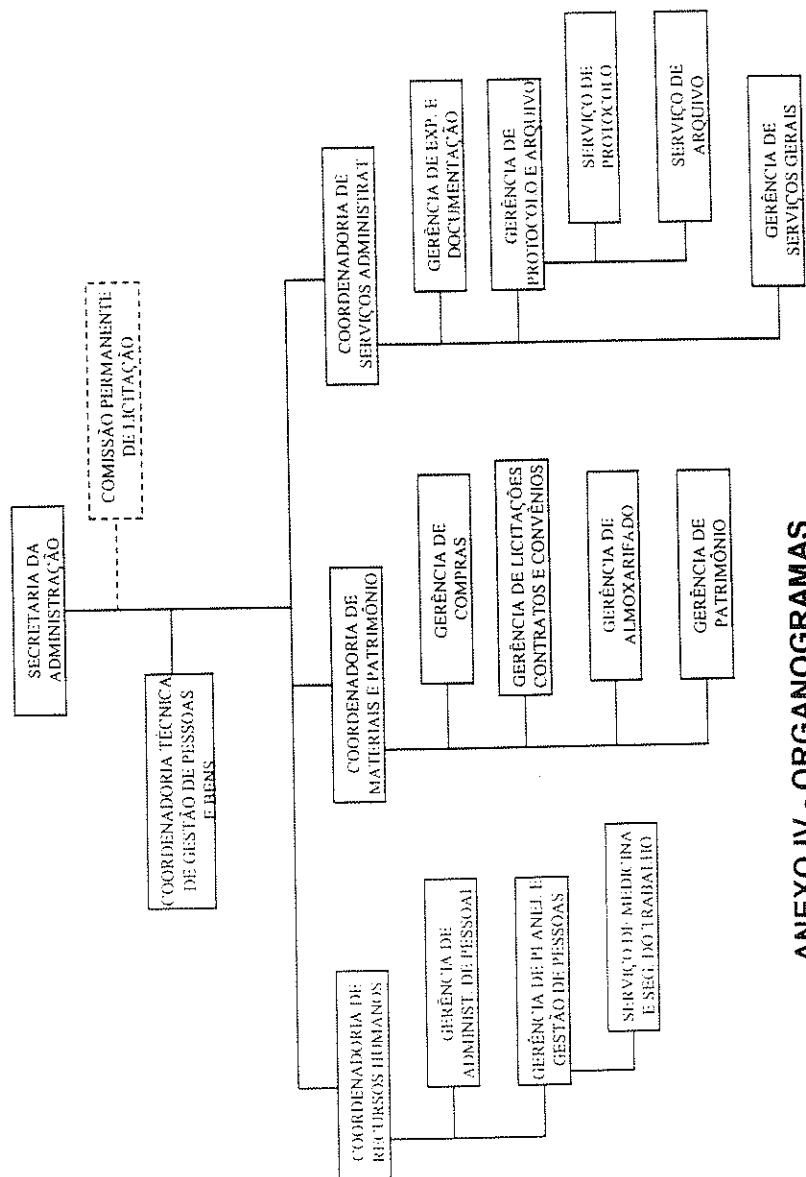 SECRETARIA DA
ADMINISTRAÇÃO
COMISSÃO PERMANENTE
DE LICITAÇÃO
COORDENADORIA TÉCNICA
DE GESTÃO DE PESSOAS
E BENS
COORDENADORIA DE
RECURSOS HUMANOS
GERÊNCIA DE
ADMINIST. DE PESSOAL
GERÊNCIA DE PLANEJ. E
GESTÃO DE PESSOAS
SERVIÇO DE MEDICINA
E SEG. DO TRABALHO
COORDENADORIA DE
MATERIAIS E PATRIMÔNIO
GERÊNCIA DE
COMPRAS
GERÊNCIA DE LICITAÇÕES
CONTRATOS E CONVÊNIOS
GERÊNCIA DE
ALMOXARIFADO
GERÊNCIA DE
PATRIMÔNIO
COORDENADORIA DE
SERVIÇOS ADMINISTRAT
GERÊNCIA DE EXP. E
DOCUMENTAÇÃO
GERÊNCIA DE
PROTOCOLO E ARQUIVO
SERVIÇO DE
PROTOCOLO
SERVIÇO DE
ARQUIVO
GERÊNCIA DE
SERVIÇOS GERAIS
ANEXO IV - ORGANOGRAMAS